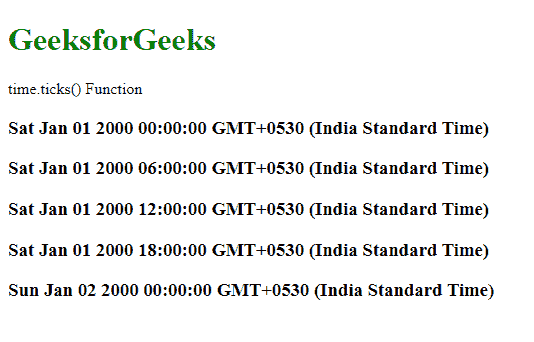 GeeksforGeeks
time.ticks() Function
Sat Jan 01 2000 00:00:00 GMT+0530 (India Standard Time)
Sat Jan 01 2000 06:00:00 GMT+0530 (India Standard Time)
Sat Jan 01 2000 12:00:00 GMT+0530 (India Standard Time)
Sat Jan 01 2000 18:00:00 GMT+0530 (India Standard Time)
Sun Jan 02 2000 00:00:00 GMT+0530 (India Standard Time)